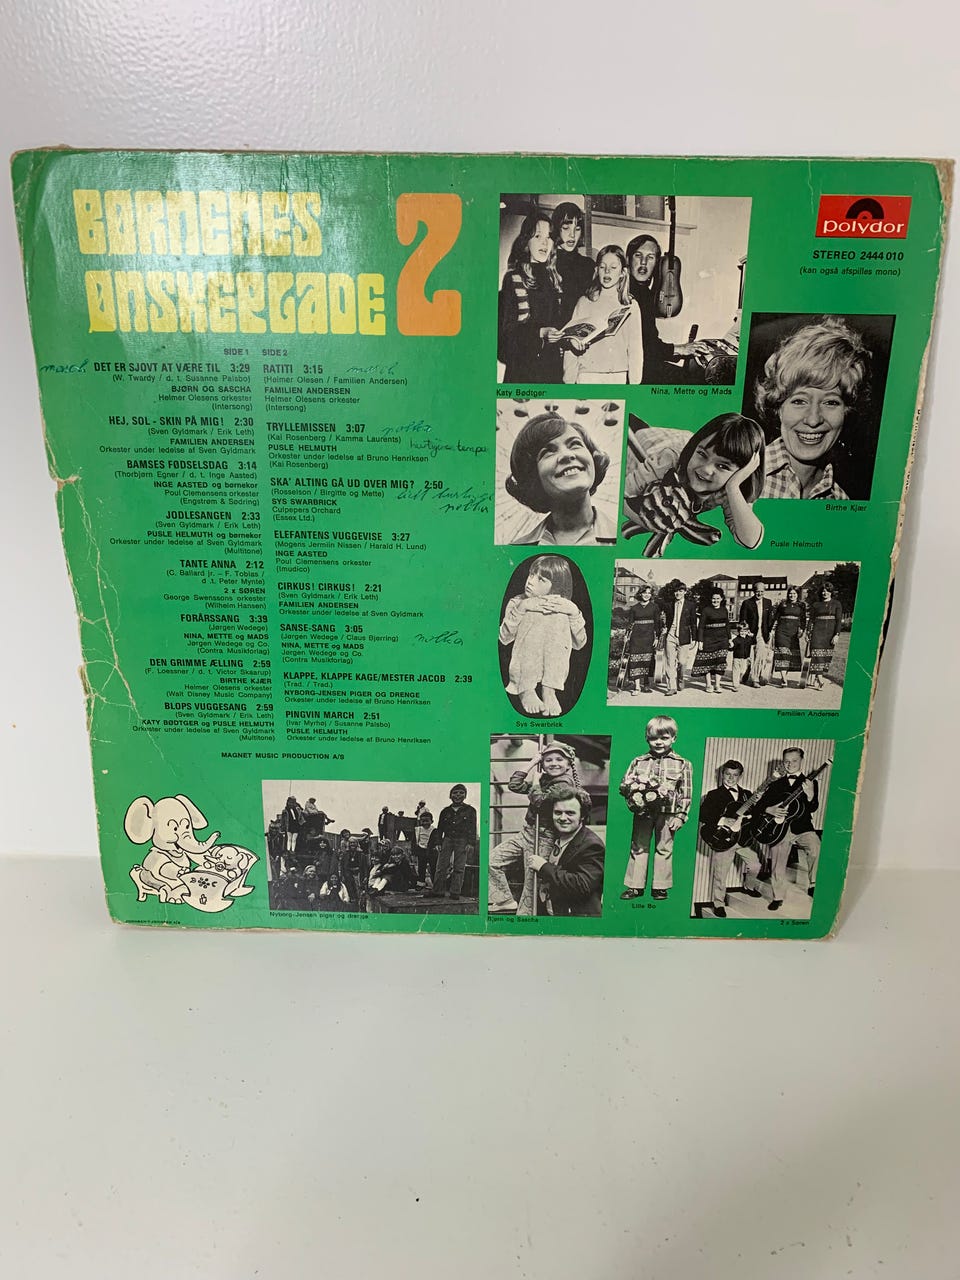 BØRNENES
ØNSKEPLADE 2
polydor
STEREO 2444 010
(kan også afspilles mono)
SIDE 1
march DET ER SJOVT AT VÆRE TIL 3:29
(W. Twardy / d. t. Susanne Palsbo)
BJØRN OG SASCHA
Helmer Olesens orkester
(Intersong)
HEJ, SOL - SKIN PÅ MIG! 2:30
(Sven Gyldmark / Erik Leth)
FAMILIEN ANDERSEN
Orkester under ledelse af Sven Gyldmark
BAMSES FØDSELSDAG 3:14
(Thorbjørn Egner / d. t. Inge Aasted)
INGE AASTED og børnekor
Poul Clemensens orkester
(Engstrøm & Sødring)
JODLESANGEN 2:33
(Sven Gyldmark / Erik Leth)
PUSLE HELMUTH og børnekor
Orkester under ledelse af Sven Gyldmark
(Multitone)
TANTE ANNA 2:12
(C. Ballard jr. – F. Tobias /
d .t. Peter Mynte)
2 x SØREN
George Swenssons orkester
(Wilhelm Hansen)
FORÅRSSANG 3:39
(Jørgen Wedege)
NINA, METTE og MADS
Jørgen Wedege og Co.
(Contra Musikforlag)
DEN GRIMME ÆLLING 2:59
(F. Loessner / d. t. Victor Skaarup)
BIRTHE KJÆR
Helmer Olesens orkester
(Walt Disney Music Company)
BLOPS VUGGESANG 2:59
(Sven Gyldmark / Erik Leth)
KATY BØDTGER og PUSLE HELMUTH
Orkester under ledelse af Sven Gyldmark
(Multitone)
SIDE 2
RATITI 3:15 march
(Helmer Olesen / Familien Andersen)
FAMILIEN ANDERSEN
Helmer Olesens orkester
(Intersong)
TRYLLEMISSEN 3:07 polka
(Kai Rosenberg / Kamma Laurents)
PUSLE HELMUTH
Orkester under ledelse af Bruno Henriksen
(Kai Rosenberg)
SKA' ALTING GÅ UD OVER MIG? 2:50
(Rosselson / Birgitte og Mette)
SYS SWARBRICK polka
Culpepers Orchard
(Essex Ltd.)
ELEFANTENS VUGGEVISE 3:27
(Mogens Jermiin Nissen / Harald H. Lund)
INGE AASTED
Poul Clemensens orkester
(Imudico)
CIRKUS! CIRKUS! 2:21
(Sven Gyldmark / Erik Leth)
FAMILIEN ANDERSEN
Orkester under ledelse af Sven Gyldmark
SANSE-SANG 3:05
(Jørgen Wedege / Claus Bjerring) polka
NINA, METTE og MADS
Jørgen Wedege og Co.
(Contra Musikforlag)
KLAPPE, KLAPPE KAGE/MESTER JACOB 2:39
(Trad. / Trad.)
NYBORG-JENSEN PIGER OG DRENGE
Orkester under ledelse af Bruno Henriksen
PINGVIN MARCH 2:51
(Ivar Myrhøj / Susanne Palsbo)
PUSLE HELMUTH
Orkester under ledelse af Bruno Henriksen
MAGNET MUSIC PRODUCTION A/S
Katy Bødtger
Nina, Mette og Mads
Birthe Kjær
Pusle Helmuth
Sys Swarbrick
Familien Andersen
Nyborg-Jensen piger og drenge
Bjørn og Sascha
Lille Bo
2 x Søren